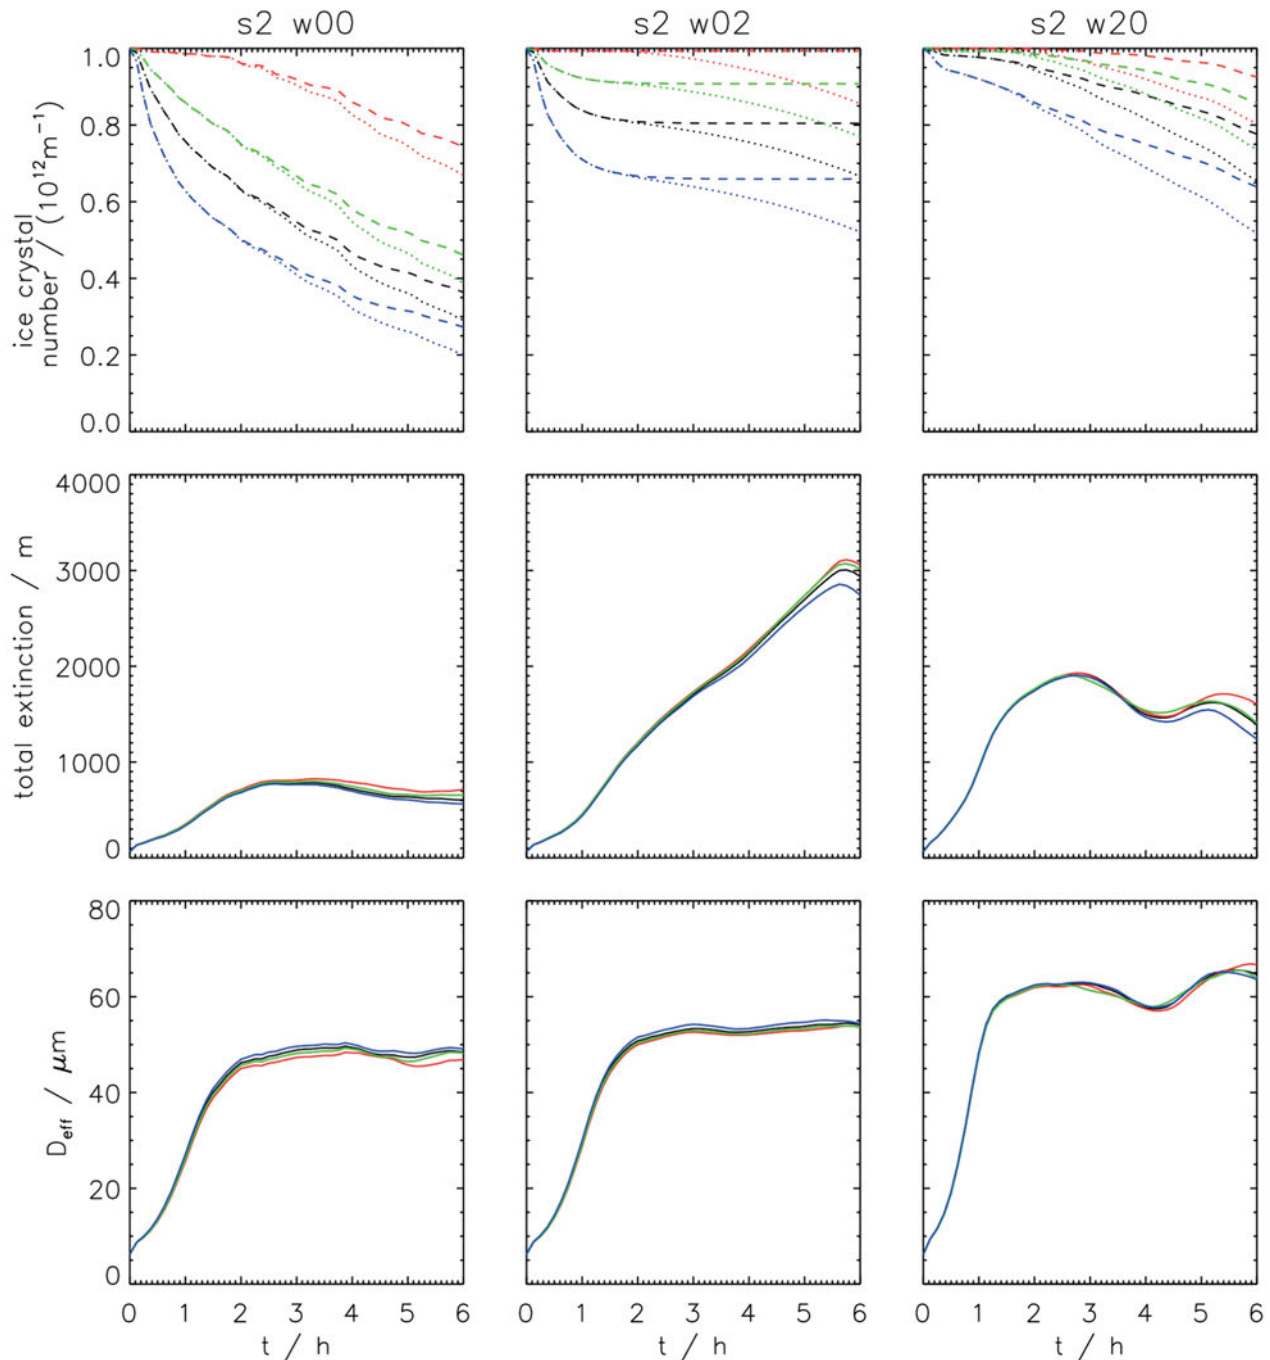 s2 w00 s2 w02 s2 w20
ice crystal
number / (10¹²m⁻¹)
1.0
0.8
0.6
0.4
0.2
0.0
total extinction / m
4000
3000
2000
1000
0
D_eff / μm
80
60
40
20
0
0 1 2 3 4 5 6 0 1 2 3 4 5 6 0 1 2 3 4 5 6
t / h t / h t / h